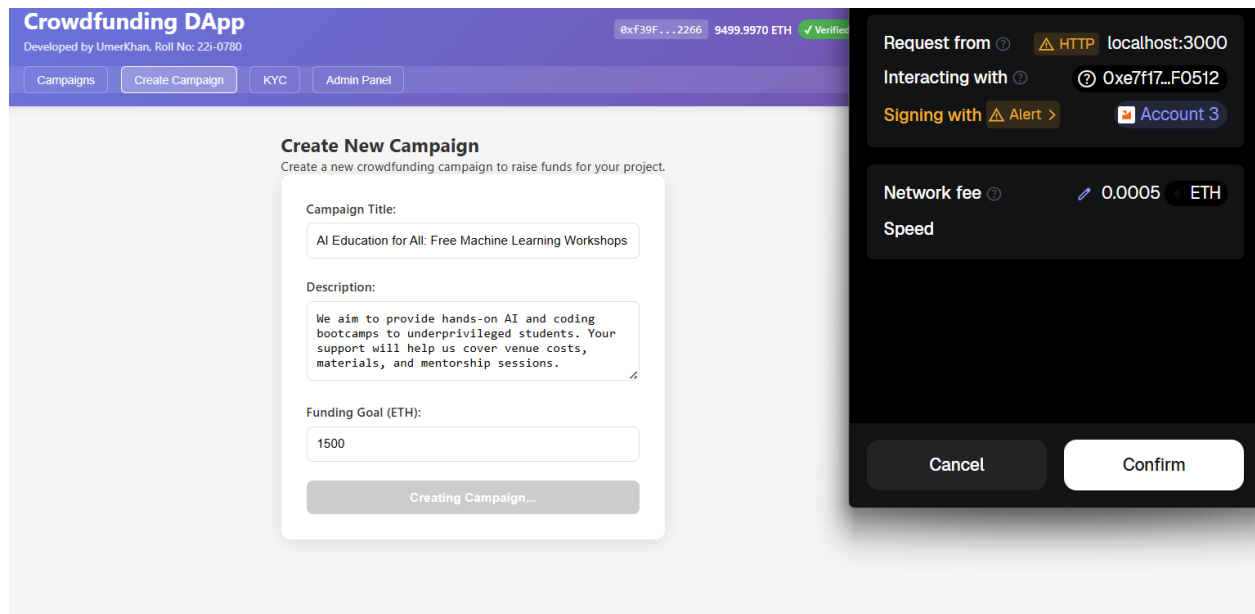 Crowdfunding DApp
Developed by UmerKhan, Roll No: 22i-0780
0xf39F...2266 9499.9970 ETH ✓ Verified
Campaigns Create Campaign KYC Admin Panel
Create New Campaign
Create a new crowdfunding campaign to raise funds for your project.
Campaign Title:
AI Education for All: Free Machine Learning Workshops
Description:
We aim to provide hands-on AI and coding
bootcamps to underprivileged students. Your
support will help us cover venue costs,
materials, and mentorship sessions.
Funding Goal (ETH):
1500
Creating Campaign...
Request from HTTP localhost:3000
Interacting with 0xe7f17...F0512
Signing with Alert > Account 3
Network fee 0.0005 ETH
Speed
Cancel Confirm